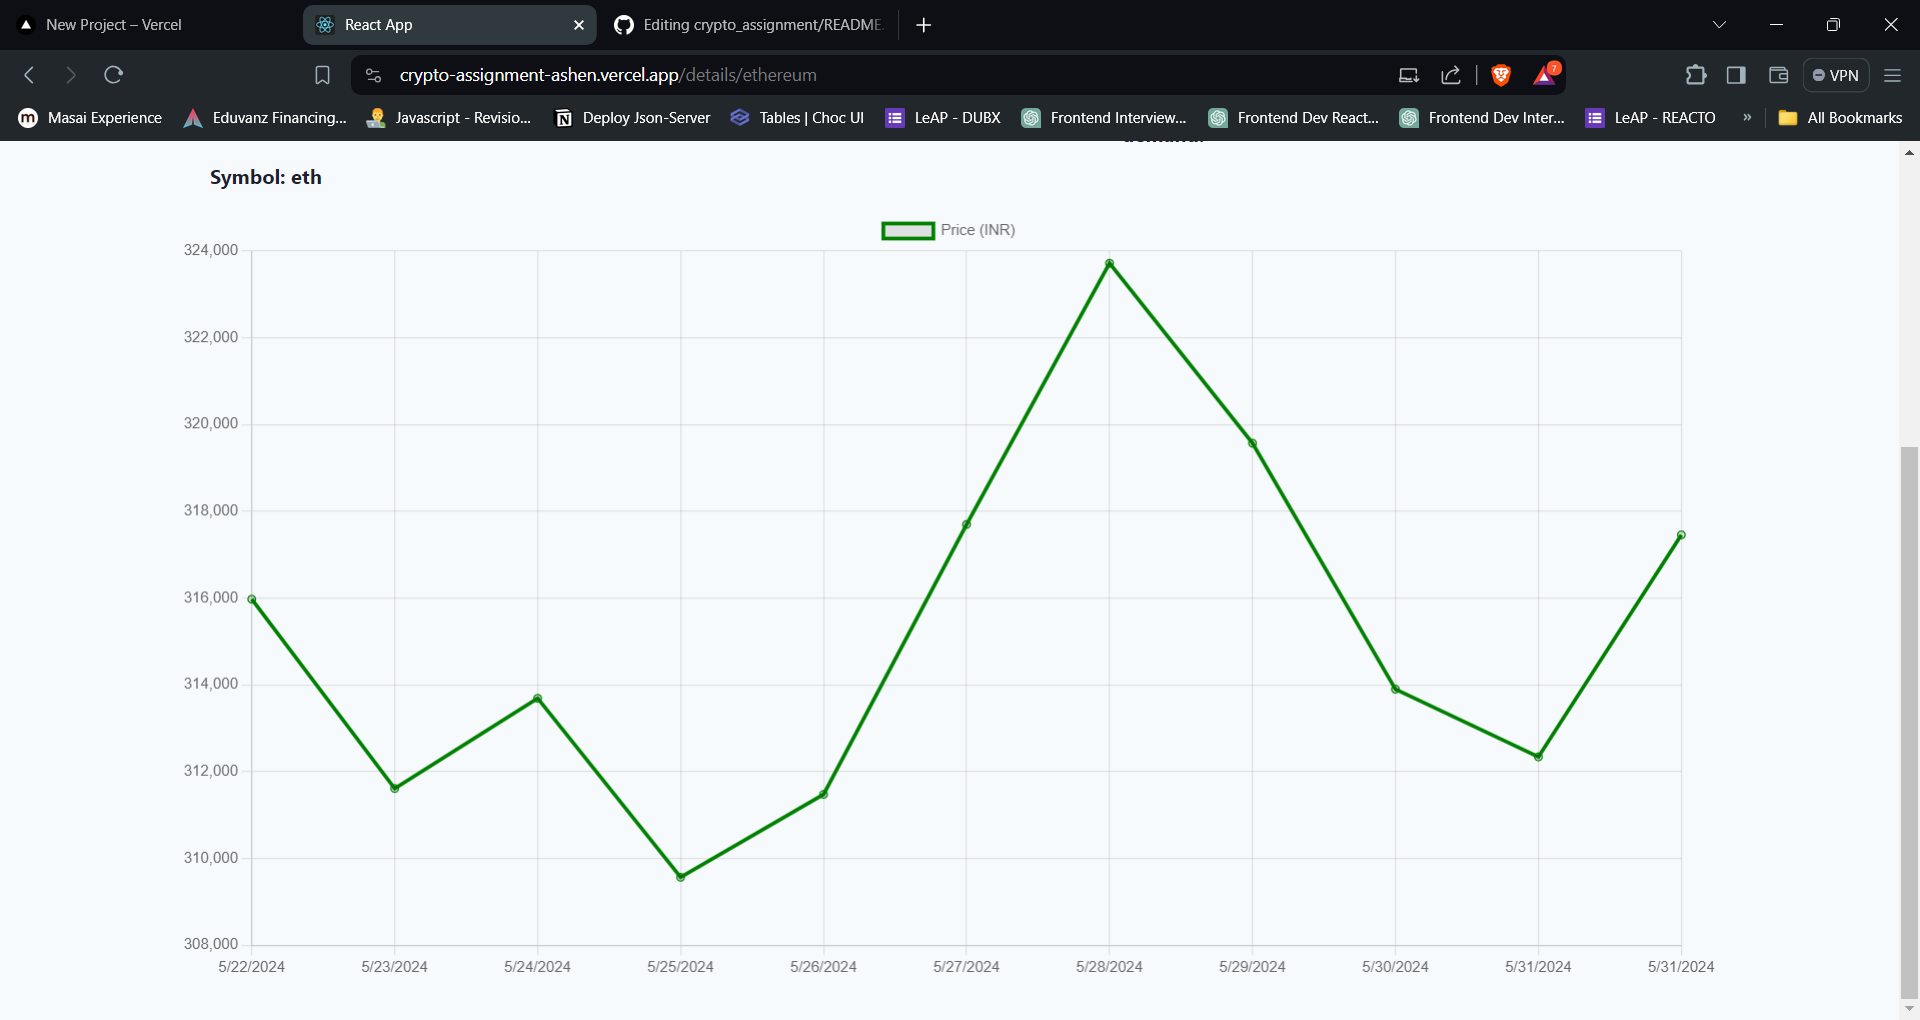 New Project – Vercel
React App
Editing crypto_assignment/README.
crypto-assignment-ashen.vercel.app/details/ethereum
7
VPN
Masai Experience
Eduvanz Financing...
Javascript - Revisio...
Deploy Json-Server
Tables | Choc UI
LeAP - DUBX
Frontend Interview...
Frontend Dev React...
Frontend Dev Inter...
LeAP - REACTO
»
All Bookmarks
Symbol: eth
Price (INR)
324,000
322,000
320,000
318,000
316,000
314,000
312,000
310,000
308,000
5/22/2024 5/23/2024 5/24/2024 5/25/2024 5/26/2024 5/27/2024 5/28/2024 5/29/2024 5/30/2024 5/31/2024 5/31/2024